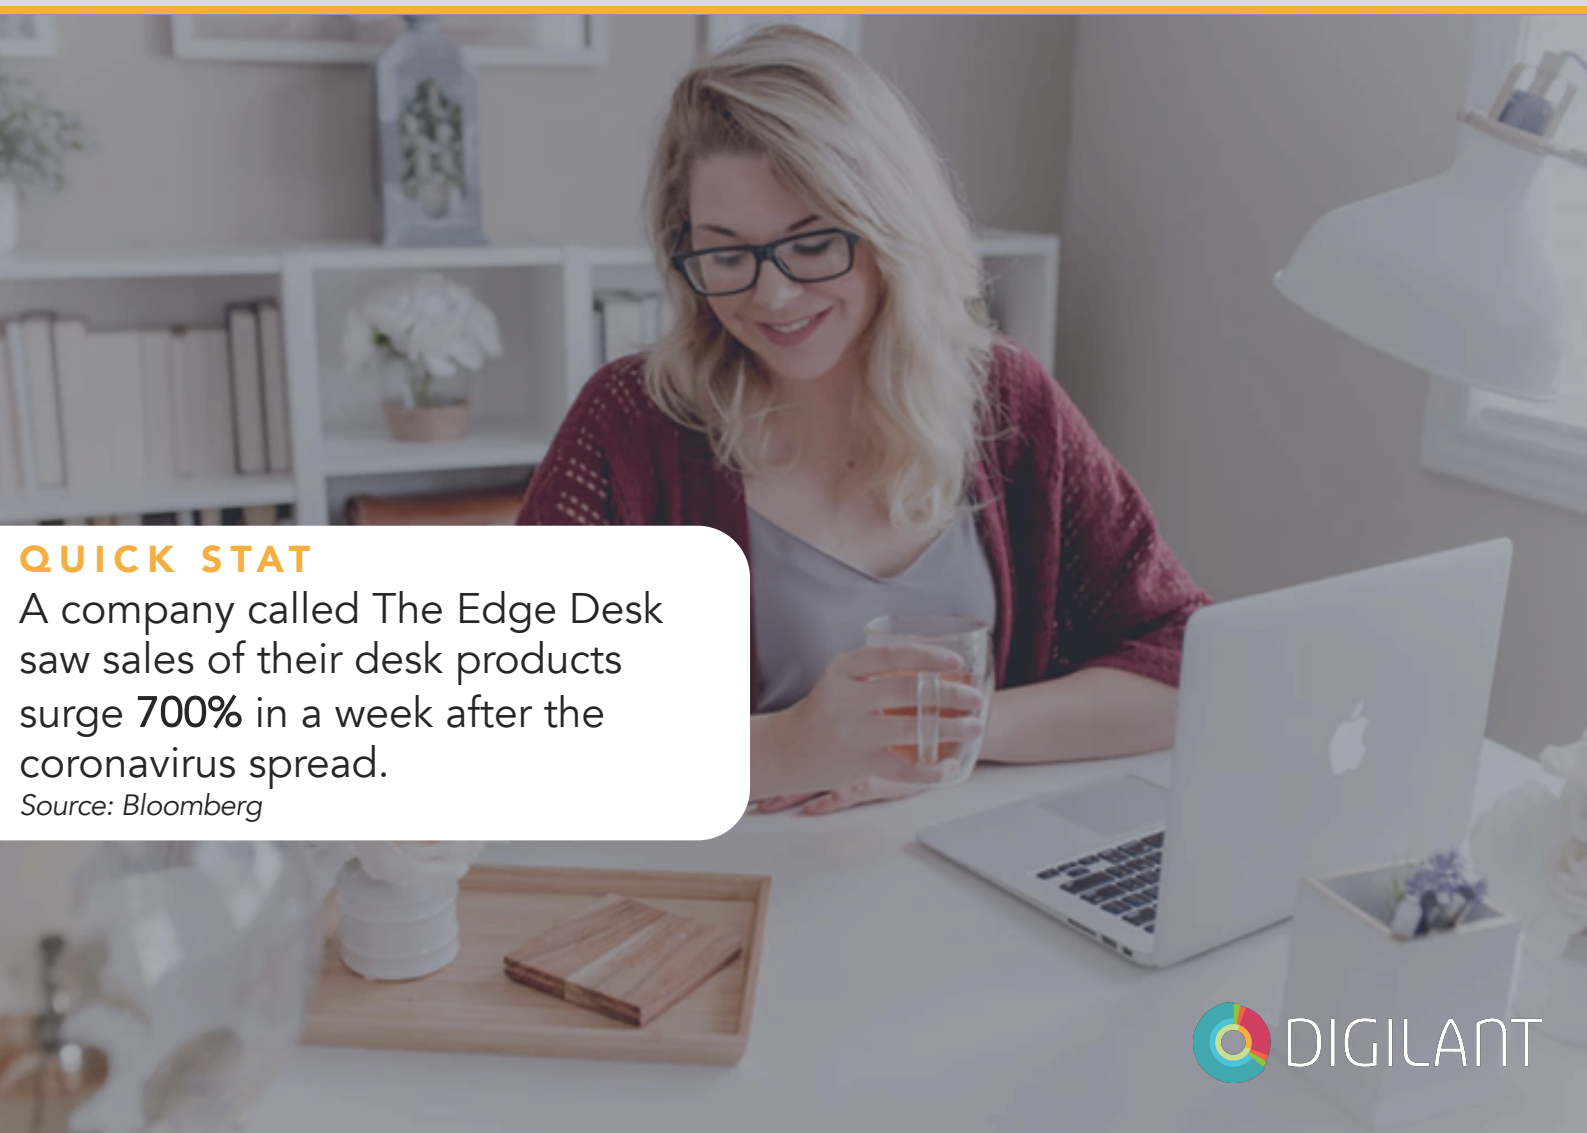 QUICK STAT
A company called The Edge Desk
saw sales of their desk products
surge 700% in a week after the
coronavirus spread.
Source: Bloomberg
DIGILANT